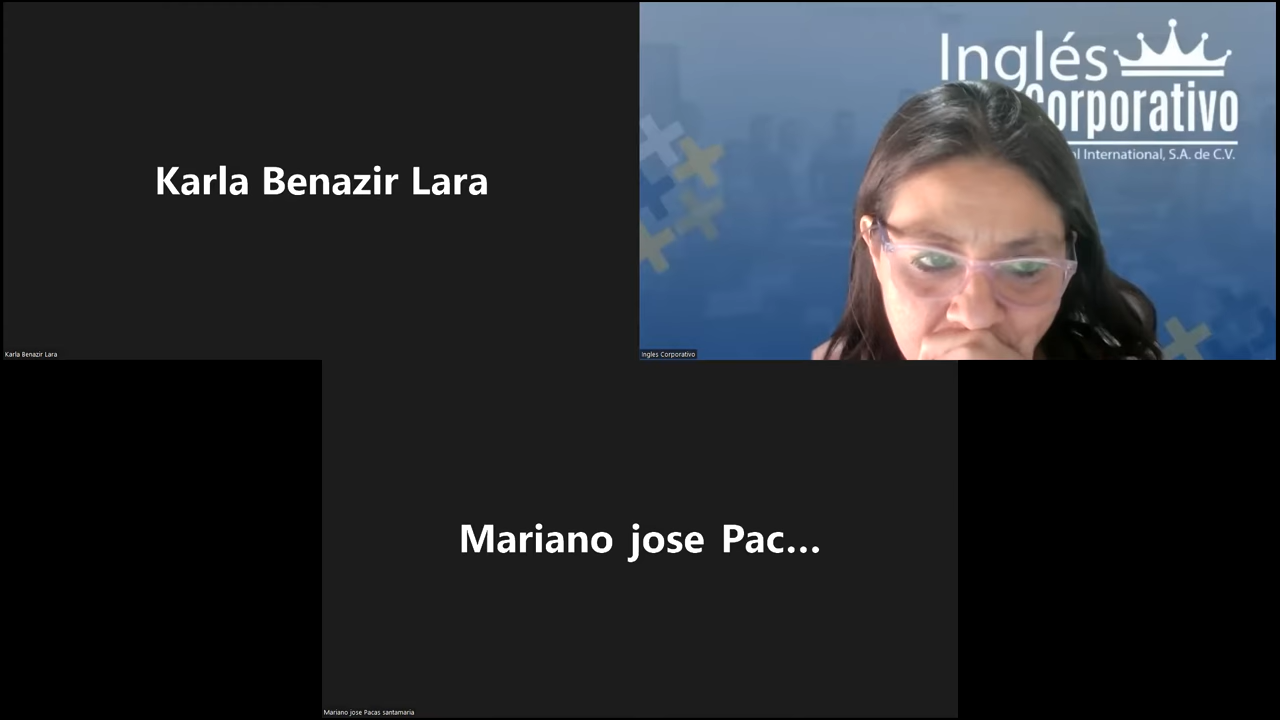 Karla Benazir Lara
Karla Benazir Lara
Inglés
Corporativo
al International, S.A. de C.V.
Ingles Corporativo
Mariano jose Pac...
Mariano jose Pacas santamaria